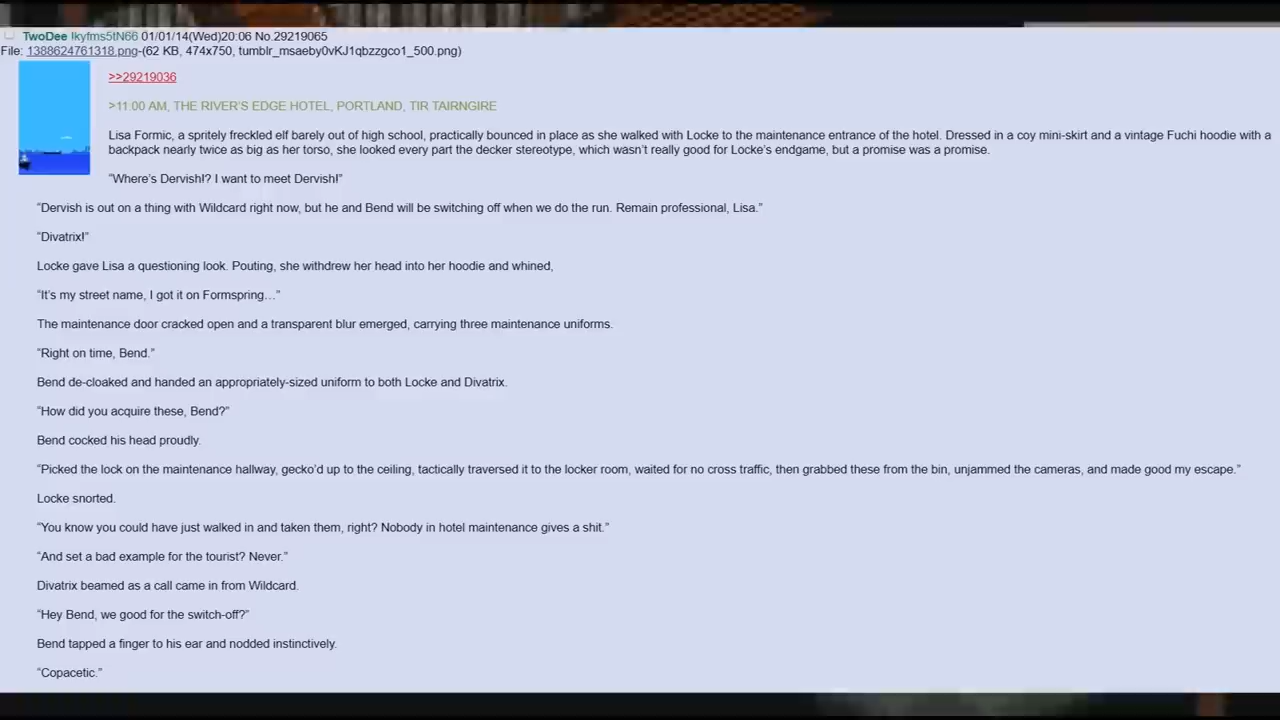 TwoDee !kyfms5tN66 01/01/14(Wed)20:06 No.29219065
File: 1388624761318.png-(62 KB, 474x750, tumblr_msaeby0vKJ1qbzzgco1_500.png)
>>29219036
>11:00 AM, THE RIVER'S EDGE HOTEL, PORTLAND, TIR TAIRNGIRE
Lisa Formic, a spritely freckled elf barely out of high school, practically bounced in place as she walked with Locke to the maintenance entrance of the hotel. Dressed in a coy mini-skirt and a vintage Fuchi hoodie with a
backpack nearly twice as big as her torso, she looked every part the decker stereotype, which wasn't really good for Locke's endgame, but a promise was a promise.
"Where's Dervish!? I want to meet Dervish!"
"Dervish is out on a thing with Wildcard right now, but he and Bend will be switching off when we do the run. Remain professional, Lisa."
"Divatrix!"
Locke gave Lisa a questioning look. Pouting, she withdrew her head into her hoodie and whined,
"It's my street name, I got it on Formspring…"
The maintenance door cracked open and a transparent blur emerged, carrying three maintenance uniforms.
"Right on time, Bend."
Bend de-cloaked and handed an appropriately-sized uniform to both Locke and Divatrix.
"How did you acquire these, Bend?"
Bend cocked his head proudly.
"Picked the lock on the maintenance hallway, gecko'd up to the ceiling, tactically traversed it to the locker room, waited for no cross traffic, then grabbed these from the bin, unjammed the cameras, and made good my escape."
Locke snorted.
"You know you could have just walked in and taken them, right? Nobody in hotel maintenance gives a shit."
"And set a bad example for the tourist? Never."
Divatrix beamed as a call came in from Wildcard.
"Hey Bend, we good for the switch-off?"
Bend tapped a finger to his ear and nodded instinctively.
"Copacetic."